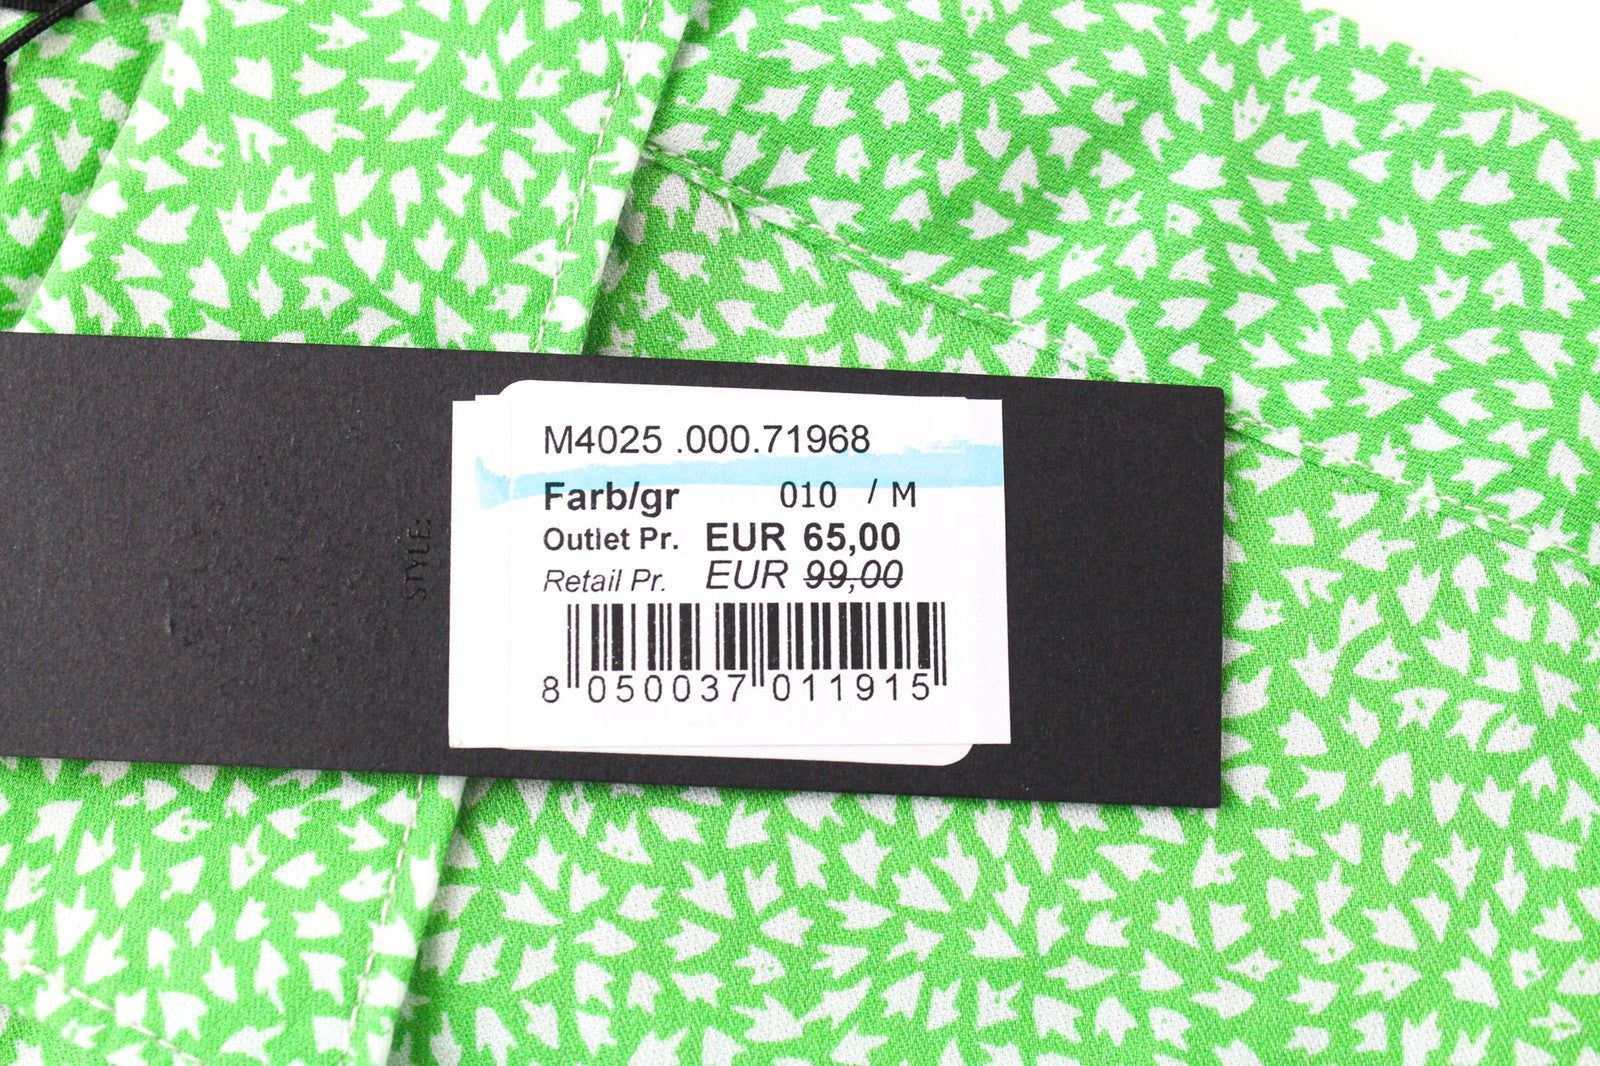 M4025 .000.71968
Farb/gr 010 / M
Outlet Pr. EUR 65,00
Retail Pr. EUR 99,00
8 050037 011915
STYLE: